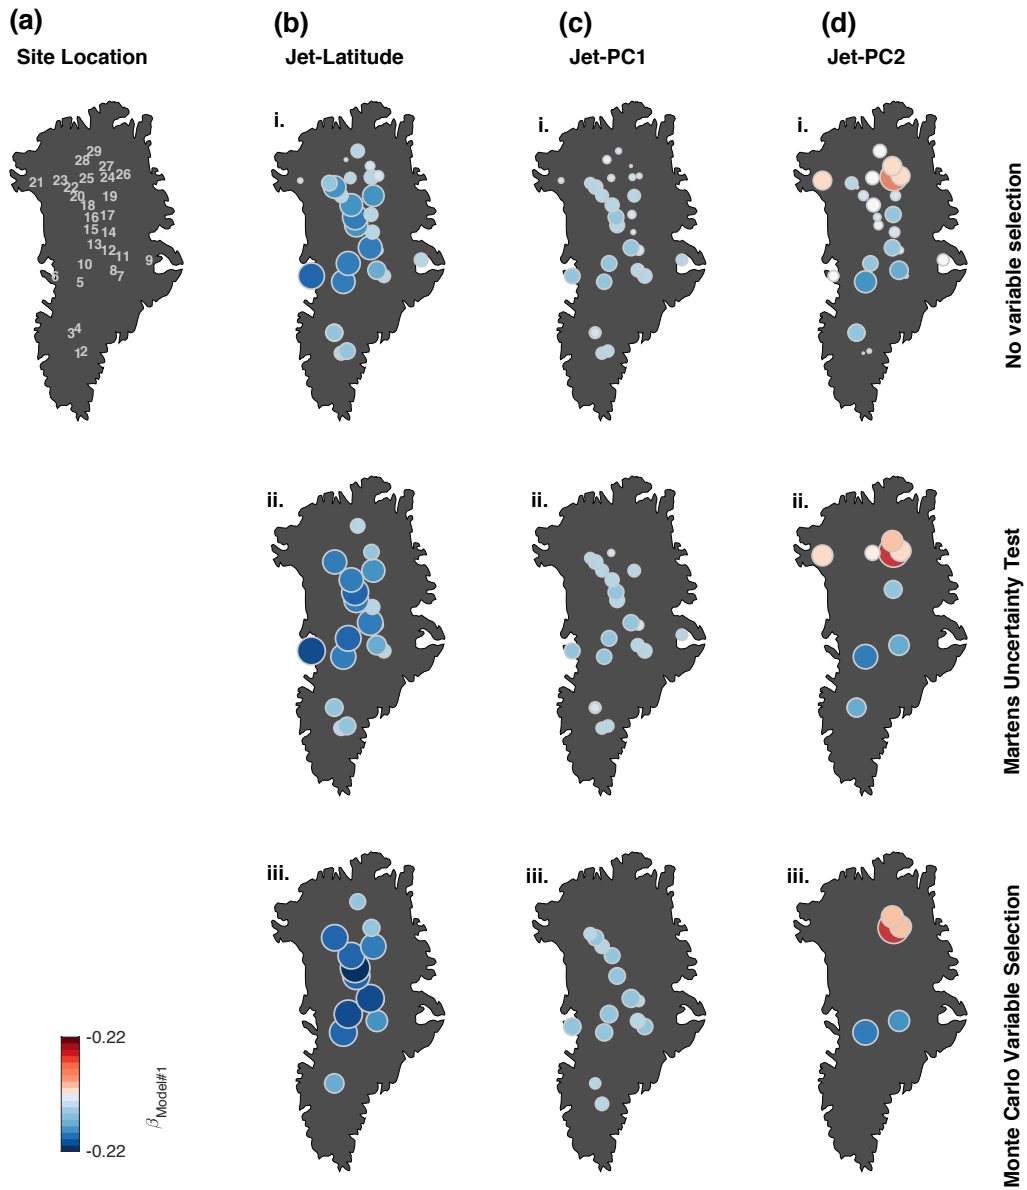 (a)
(b)
(c)
(d)
Site Location
Jet-Latitude
Jet-PC1
Jet-PC2
i.
i.
i.
29
28
27
21
23
25
24
26
22
20
19
18
16
17
15
14
13
12
11
9
10
8
7
6
5
4
3
2
1
No variable selection
ii.
ii.
ii.
Martens Uncertainty Test
iii.
iii.
iii.
Monte Carlo Variable Selection
-0.22
-0.22
βModel#1